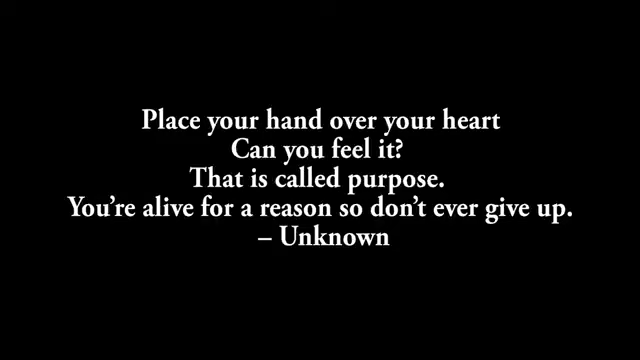 Place your hand over your heart
Can you feel it?
That is called purpose.
You’re alive for a reason so don’t ever give up.
– Unknown